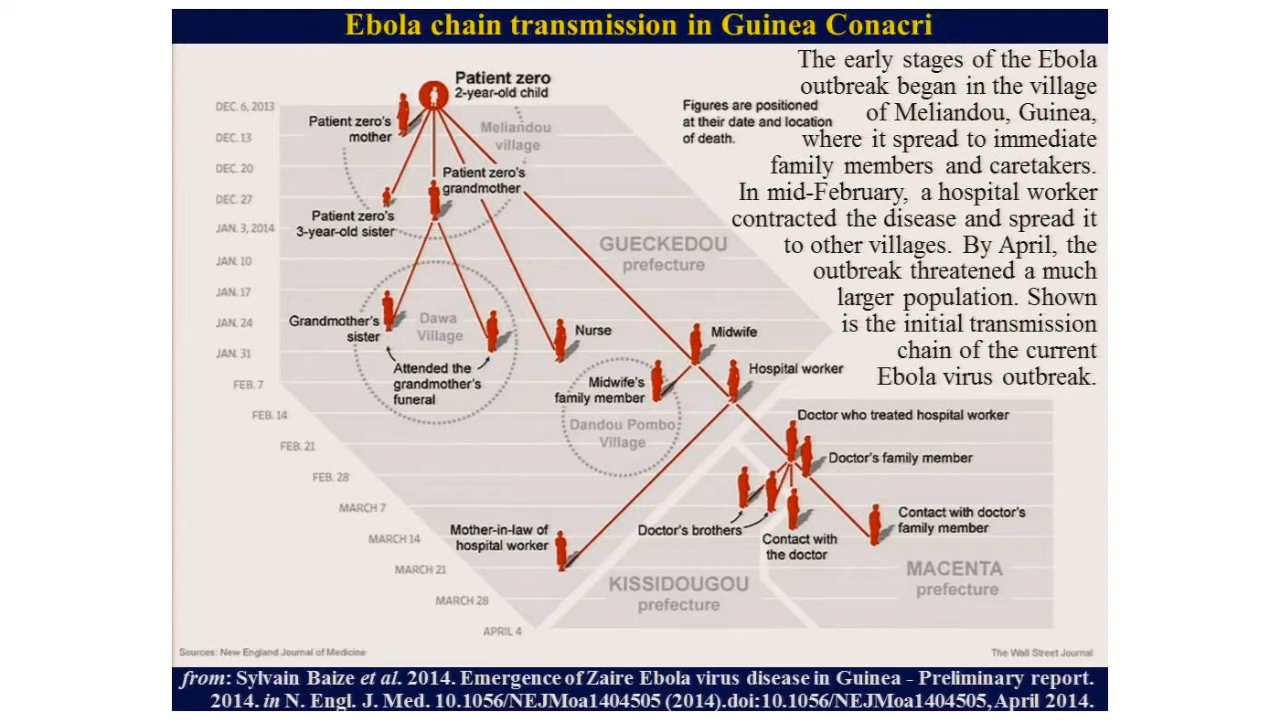 Ebola chain transmission in Guinea Conacri
The early stages of the Ebola
outbreak began in the village
of Meliandou, Guinea,
where it spread to immediate
family members and caretakers.
In mid-February, a hospital worker
contracted the disease and spread it
to other villages. By April, the
outbreak threatened a much
larger population. Shown
is the initial transmission
chain of the current
Ebola virus outbreak.
Figures are positioned
at their date and location
of death.
Patient zero
2-year-old child
DEC. 6, 2013
DEC. 13
DEC. 20
DEC. 27
JAN. 3, 2014
JAN. 10
JAN. 17
JAN. 24
JAN. 31
FEB. 7
FEB. 14
FEB. 21
FEB. 28
MARCH 7
MARCH 14
MARCH 21
MARCH 28
APRIL 4
Patient zero's
mother
Meliandou
village
Patient zero's
grandmother
Patient zero's
3-year-old sister
GUECKEDOU
prefecture
Grandmother's
sister
Dawa
Village
Attended the
grandmother's
funeral
Nurse
Midwife
Midwife's
family member
Hospital worker
Dandou Pombo
Village
Doctor who treated hospital worker
Doctor's family member
Mother-in-law of
hospital worker
Doctor's brothers
Contact with
the doctor
Contact with doctor's
family member
KISSIDOUGOU
prefecture
MACENTA
prefecture
Sources: New England Journal of Medicine
The Wall Street Journal
from: Sylvain Baize et al. 2014. Emergence of Zaire Ebola virus disease in Guinea - Preliminary report.
2014. in N. Engl. J. Med. 10.1056/NEJMoa1404505 (2014).doi:10.1056/NEJMoa1404505, April 2014.